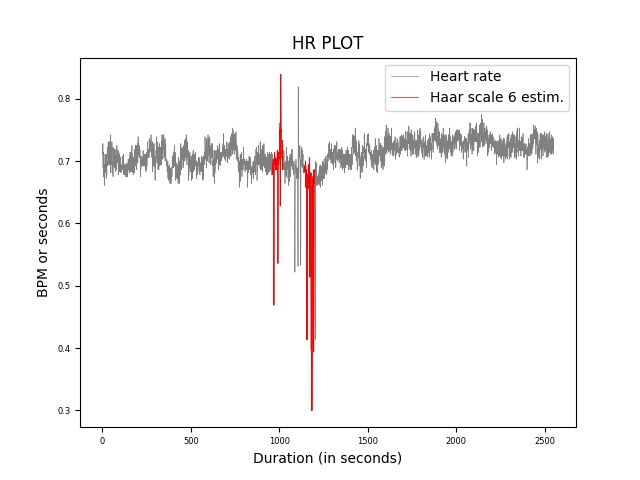 HR PLOT
Heart rate
Haar scale 6 estim.
0.8
0.7
0.6
0.5
0.4
0.3
BPM or seconds
0
500
1000
1500
2000
2500
Duration (in seconds)